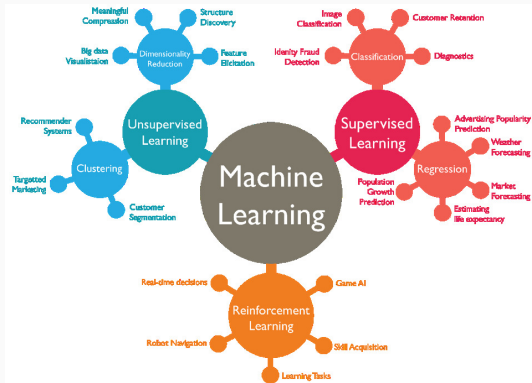 Meaningful
Compression
Structure
Discovery
Big data
Visualistaion
Dimensionality
Reduction
Feature
Elicitation
Unsupervised
Learning
Recommender
Systems
Clustering
Targetted
Marketing
Customer
Segmentation
Machine
Learning
Image
Classification
Customer Retention
Idenity Fraud
Detection
Classification
Diagnostics
Supervised
Learning
Advertising Popularity
Prediction
Weather
Forecasting
Regression
Population
Growth
Prediction
Market
Forecasting
Estimating
life expectancy
Real-time decisions
Game AI
Reinforcement
Learning
Robot Navigation
Skill Acquisition
Learning Tasks